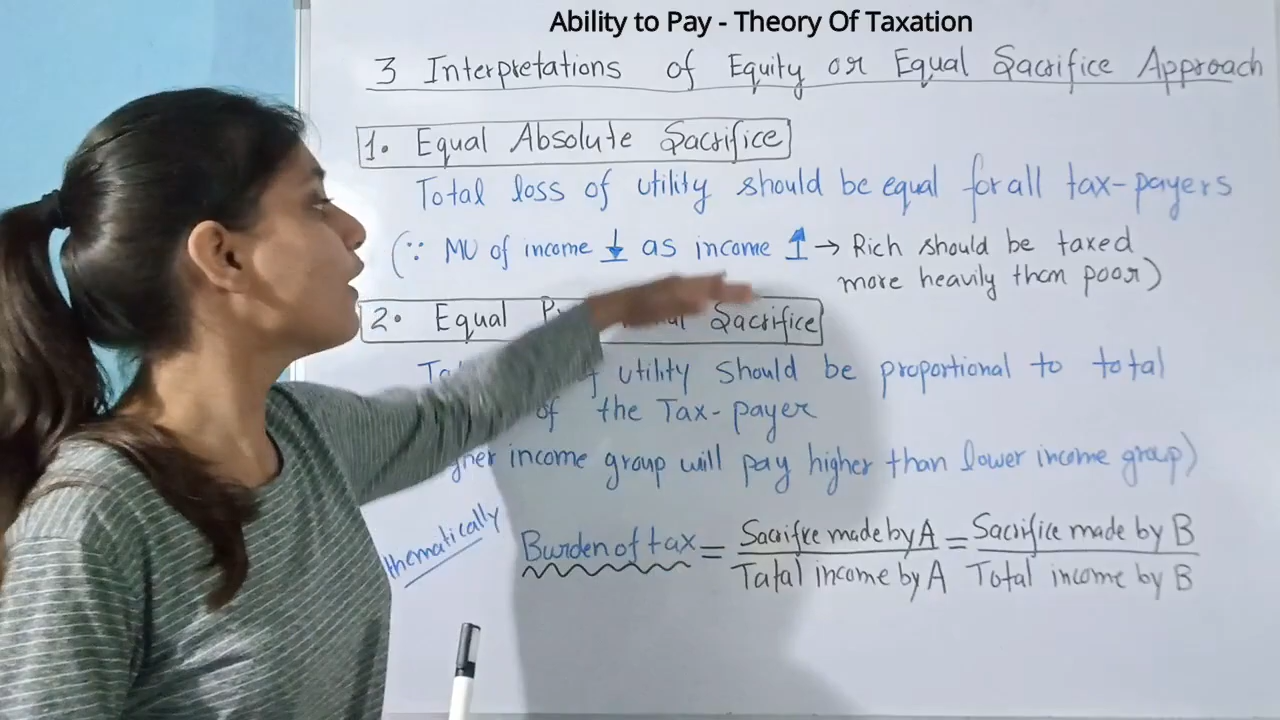 Ability to Pay - Theory Of Taxation
3 Interpretations of Equity or Equal Sacrifice Approach
1. Equal Absolute Sacrifice
Total loss of utility should be equal for all tax-payers
(∵ MU of income ↓ as income ↑ → Rich should be taxed
more heavily than poor)
2. Equal Sacrifice
utility should be proportional to total
of the Tax-payer
income group will pay higher than lower income group)
thematically
Burden of tax = Sacrifice made by A / Tatal income by A = Sacrifice made by B / Total income by B